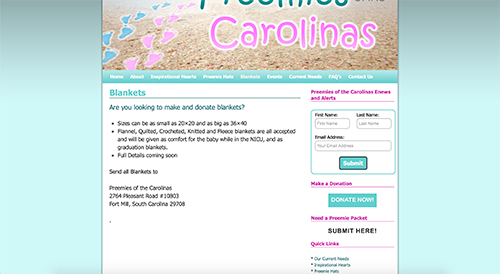 Preemies
OF THE
Carolinas
Home About Inspirational Hearts Preemie Hats Blankets Events Current Needs FAQ's Contact Us
Blankets
Are you looking to make and donate blankets?
• Sizes can be as small as 20×20 and as big as 36×40
• Flannel, Quilted, Crocheted, Knitted and Fleece blankets are all accepted
and will be given as comfort for the baby while in the NICU, and as
graduation blankets.
• Full Details coming soon
Send all Blankets to
Preemies of the Carolinas
2764 Pleasant Road #10803
Fort Mill, South Carolina 29708
.
Preemies of the Carolinas Enews
and Alerts
First Name: Last Name:
First Name Last Name
Email Address:
Your Email Address
Submit
Make a Donation
DONATE NOW!
Need a Preemie Packet
SUBMIT HERE!
Quick Links
* Our Current Needs
* Inspirational Hearts
* Preemie Hats